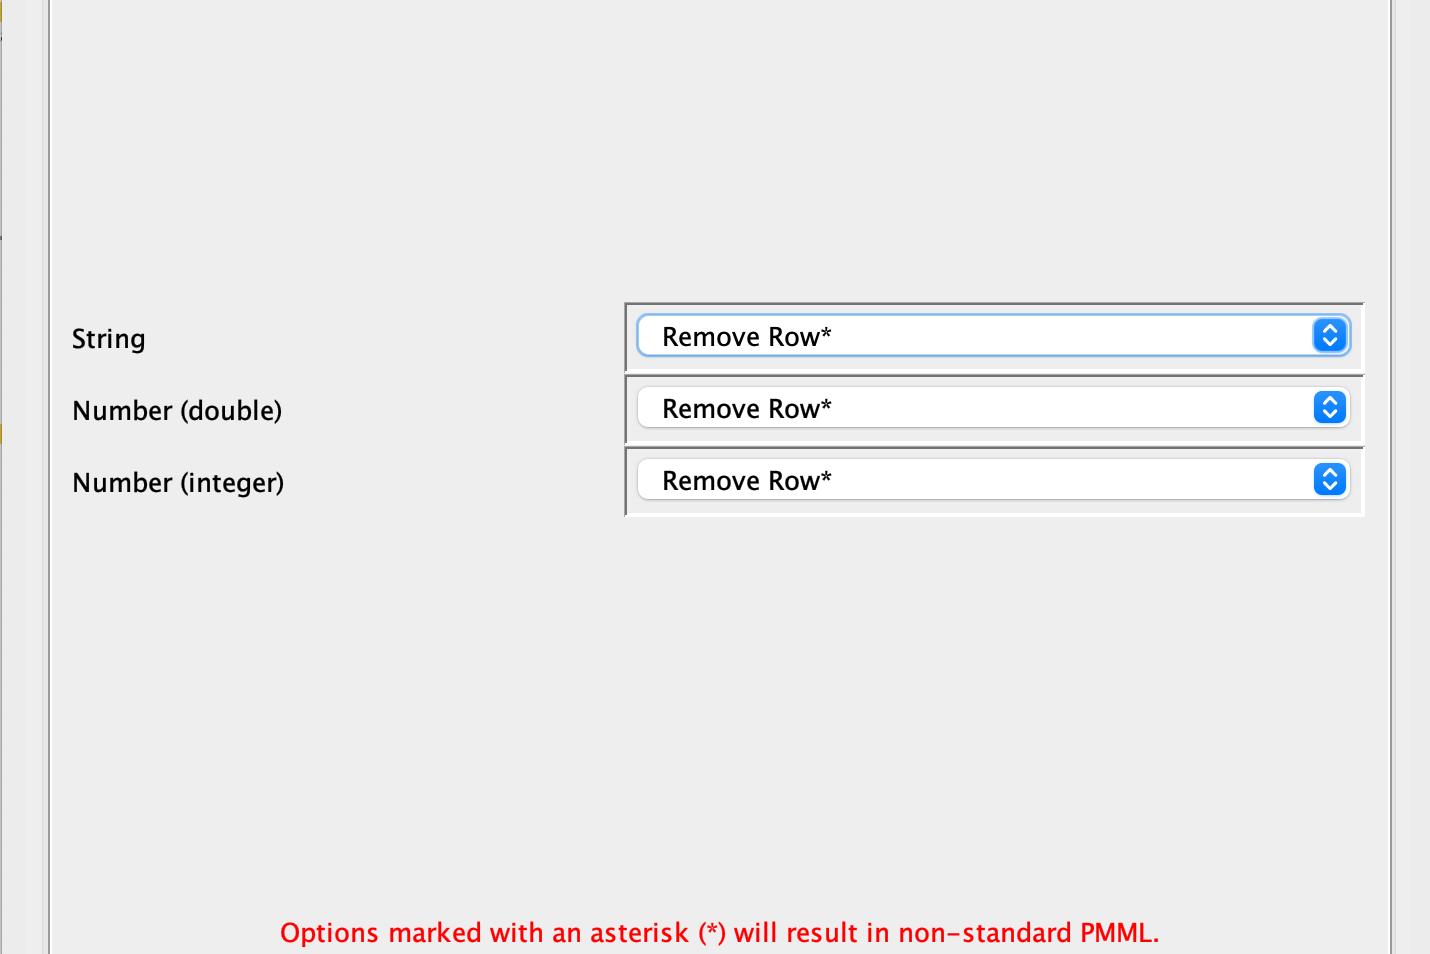 String Remove Row*
Number (double) Remove Row*
Number (integer) Remove Row*
Options marked with an asterisk (*) will result in non-standard PMML.